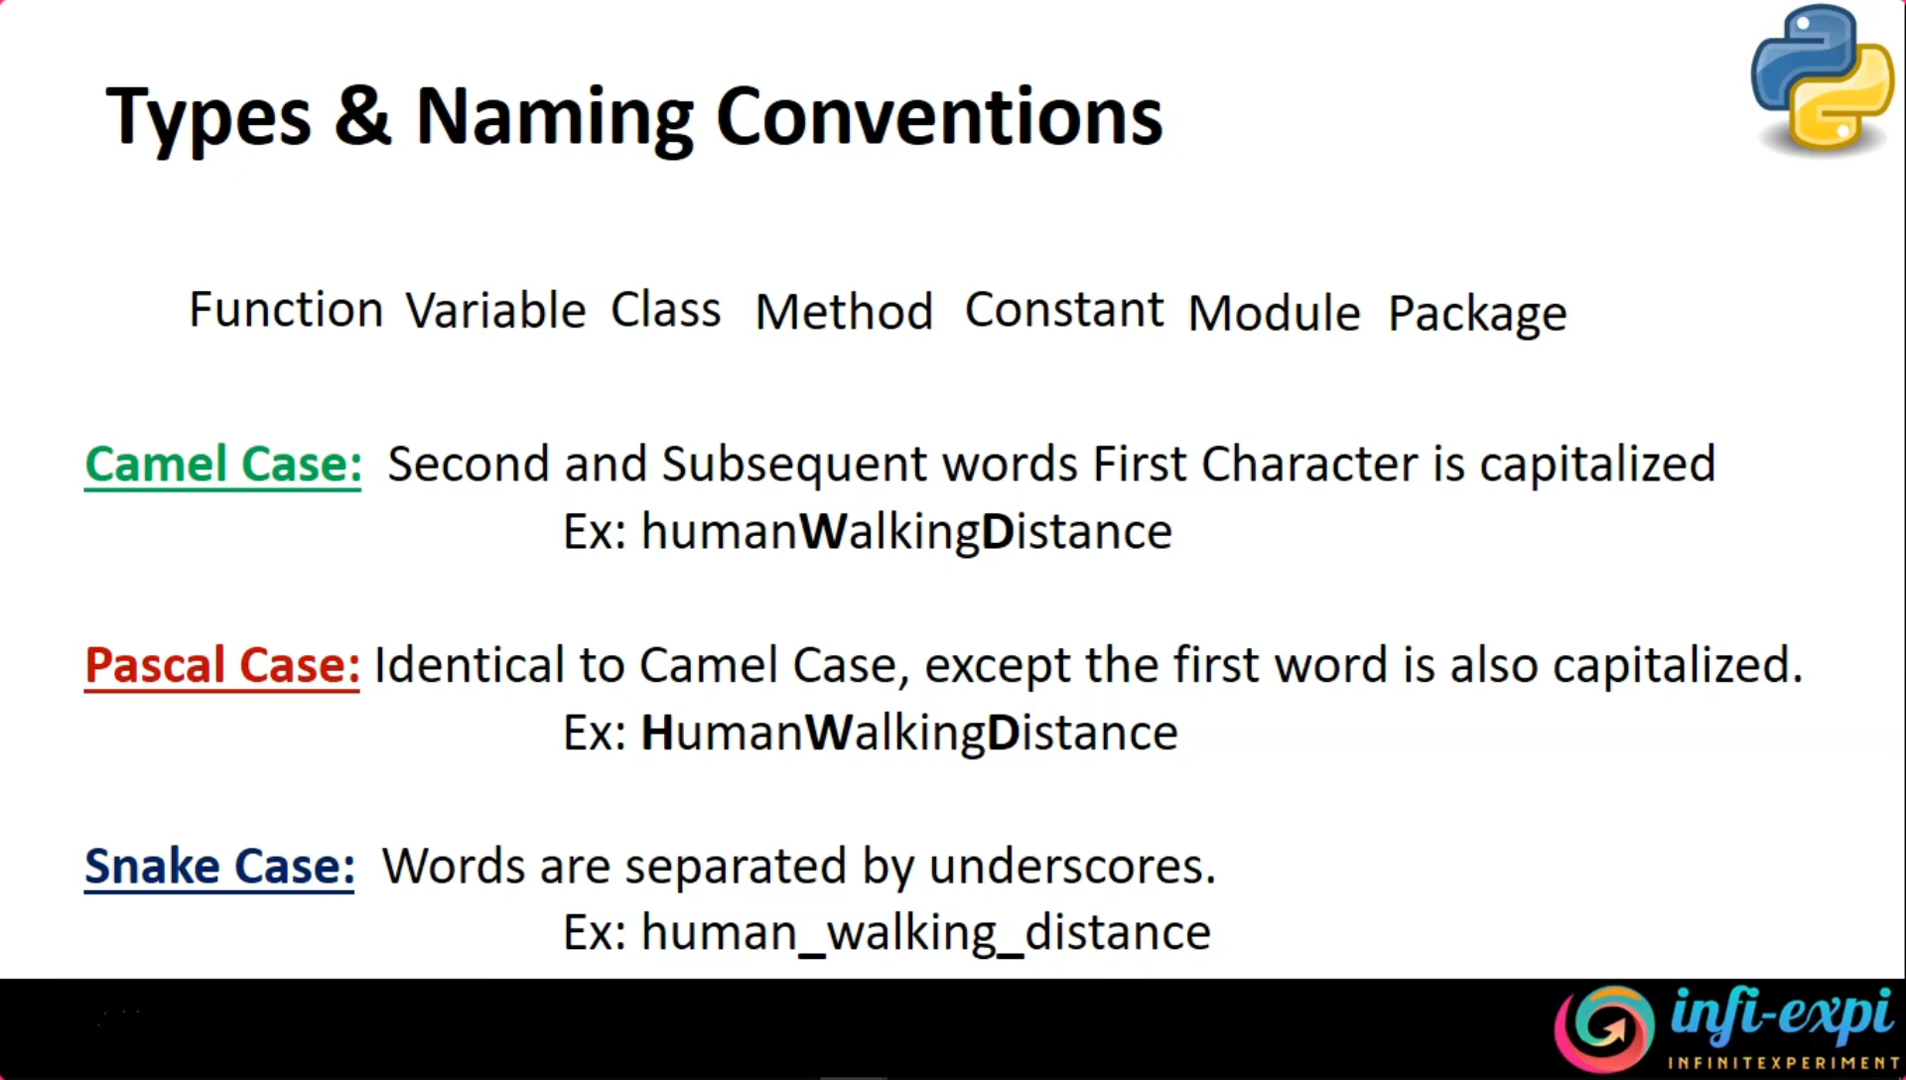 Types & Naming Conventions
Function Variable Class Method Constant Module Package
Camel Case: Second and Subsequent words First Character is capitalized
Ex: humanWalkingDistance
Pascal Case: Identical to Camel Case, except the first word is also capitalized.
Ex: HumanWalkingDistance
Snake Case: Words are separated by underscores.
Ex: human_walking_distance
infi-expi
INFINITEXPERIMENT